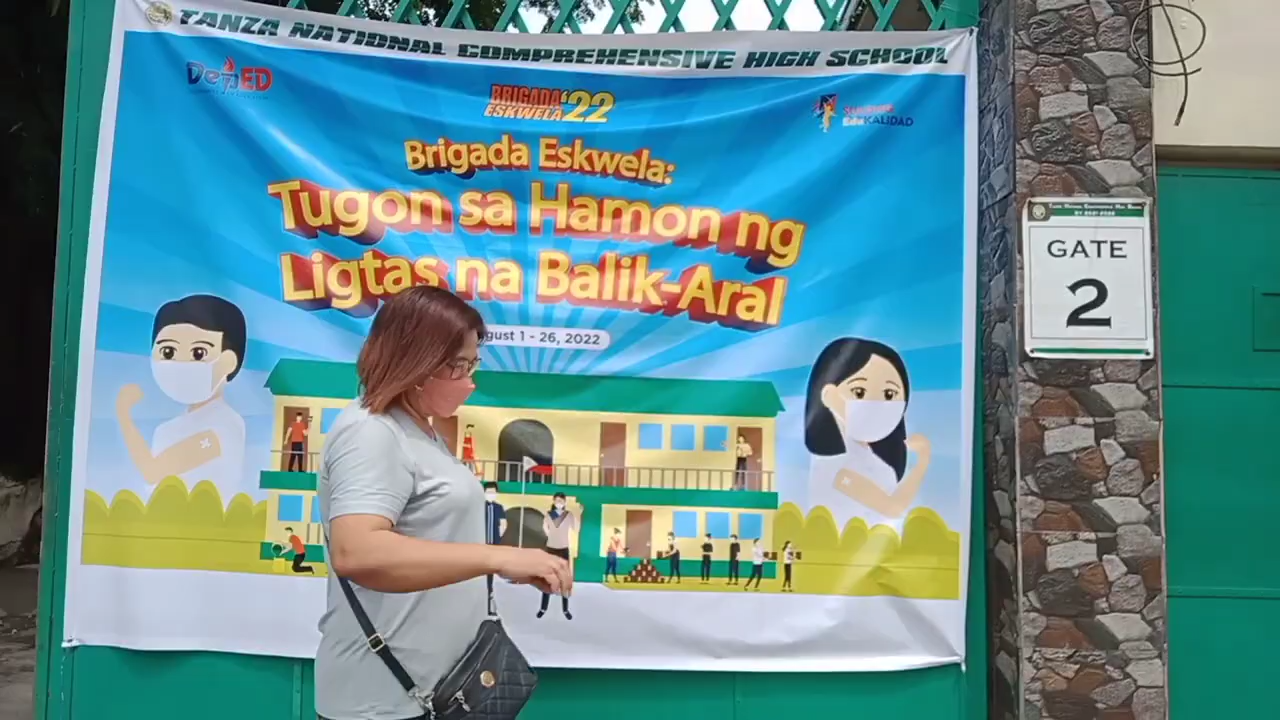 TANZA NATIONAL COMPREHENSIVE HIGH SCHOOL
DepED
BRIGADA
ESKWELA '22
EduKALIDAD
Brigada Eskwela:
Tugon sa Hamon ng
Ligtas na Balik-Aral
1 - 26, 2022
GATE
2